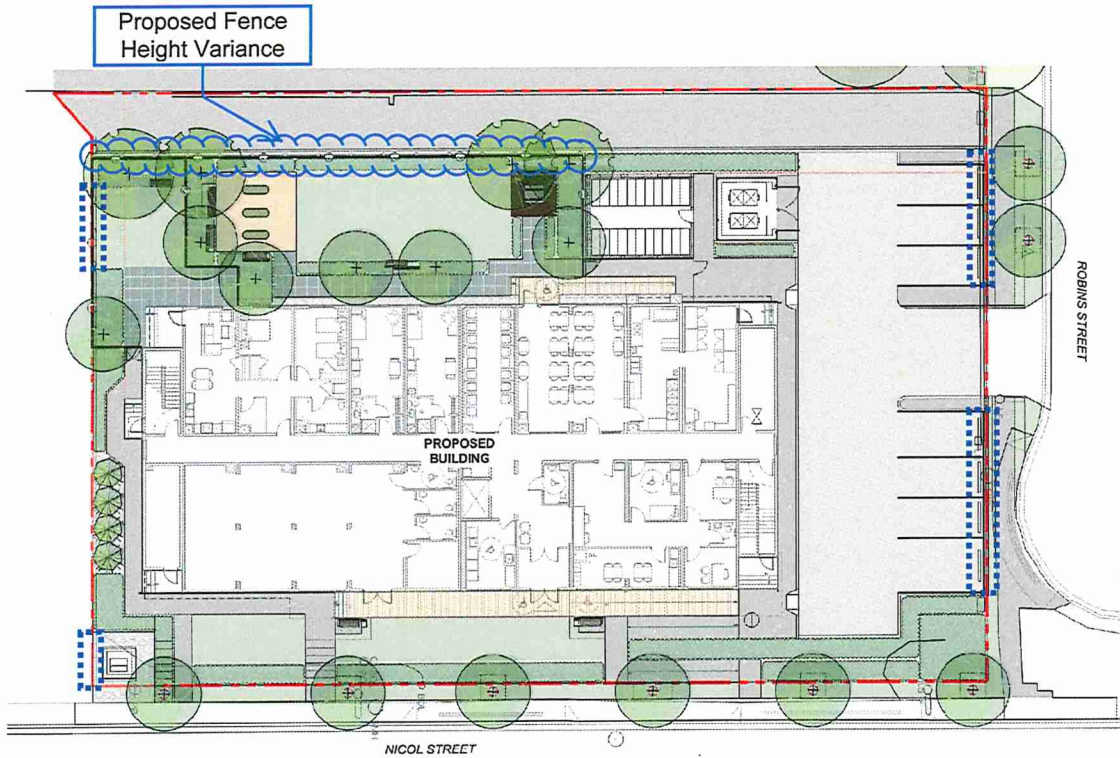 Proposed Fence
Height Variance
ROBINS STREET
PROPOSED
BUILDING
NICOL STREET